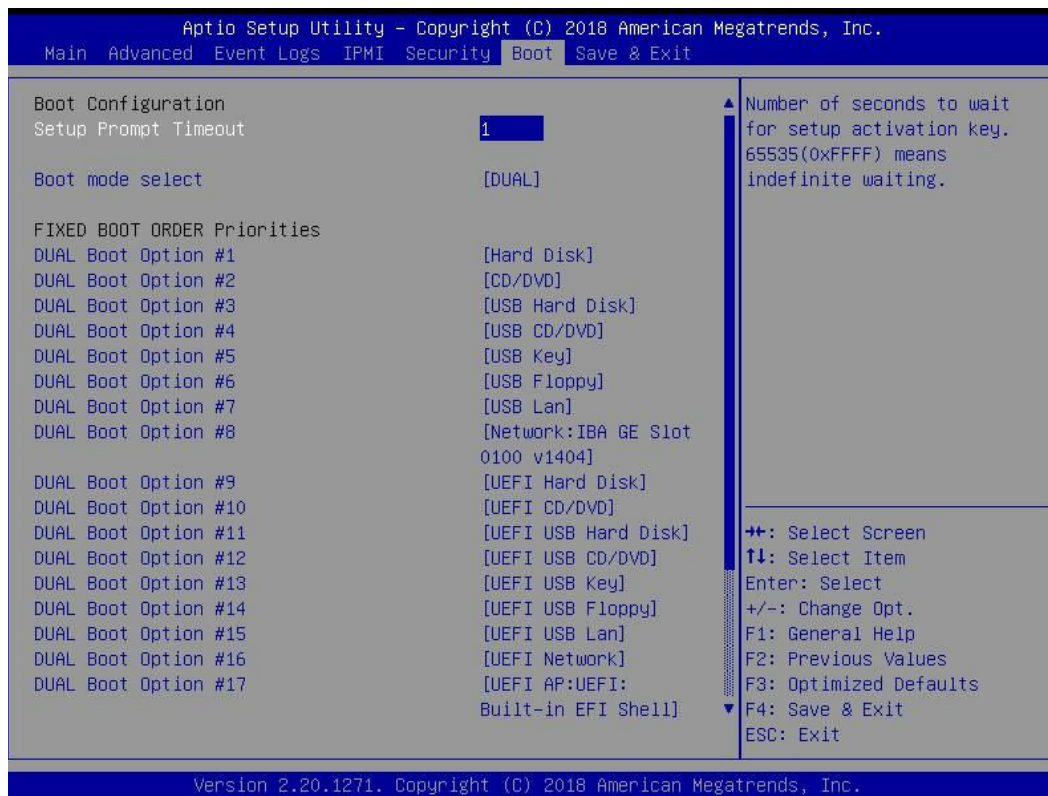 Aptio Setup Utility – Copyright (C) 2018 American Megatrends, Inc.
Main Advanced Event Logs IPMI Security Boot Save & Exit
Boot Configuration
Setup Prompt Timeout 1
Boot mode select [DUAL]
FIXED BOOT ORDER Priorities
DUAL Boot Option #1 [Hard Disk]
DUAL Boot Option #2 [CD/DVD]
DUAL Boot Option #3 [USB Hard Disk]
DUAL Boot Option #4 [USB CD/DVD]
DUAL Boot Option #5 [USB Key]
DUAL Boot Option #6 [USB Floppy]
DUAL Boot Option #7 [USB Lan]
DUAL Boot Option #8 [Network:IBA GE Slot
0100 v1404]
DUAL Boot Option #9 [UEFI Hard Disk]
DUAL Boot Option #10 [UEFI CD/DVD]
DUAL Boot Option #11 [UEFI USB Hard Disk]
DUAL Boot Option #12 [UEFI USB CD/DVD]
DUAL Boot Option #13 [UEFI USB Key]
DUAL Boot Option #14 [UEFI USB Floppy]
DUAL Boot Option #15 [UEFI USB Lan]
DUAL Boot Option #16 [UEFI Network]
DUAL Boot Option #17 [UEFI AP:UEFI:
Built-in EFI Shell]
Number of seconds to wait
for setup activation key.
65535(0xFFFF) means
indefinite waiting.
→←: Select Screen
↑↓: Select Item
Enter: Select
+/-: Change Opt.
F1: General Help
F2: Previous Values
F3: Optimized Defaults
F4: Save & Exit
ESC: Exit
Version 2.20.1271. Copyright (C) 2018 American Megatrends, Inc.